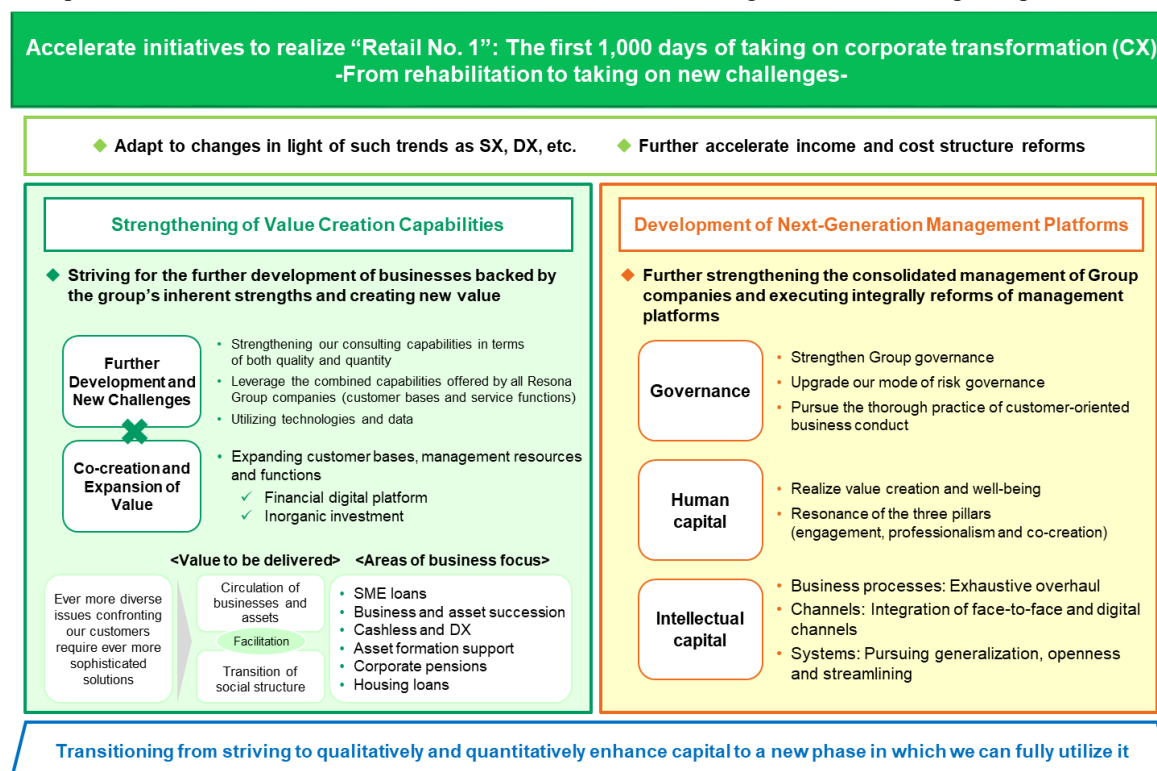 Accelerate initiatives to realize “Retail No. 1”: The first 1,000 days of taking on corporate transformation (CX)
-From rehabilitation to taking on new challenges-
◆ Adapt to changes in light of such trends as SX, DX, etc.
◆ Further accelerate income and cost structure reforms
Strengthening of Value Creation Capabilities
◆ Striving for the further development of businesses backed by
the group’s inherent strengths and creating new value
Further
Development and
New Challenges
• Strengthening our consulting capabilities in terms
of both quality and quantity
• Leverage the combined capabilities offered by all Resona
Group companies (customer bases and service functions)
• Utilizing technologies and data
Co-creation and
Expansion of
Value
• Expanding customer bases, management resources
and functions
✓ Financial digital platform
✓ Inorganic investment
<Value to be delivered>
<Areas of business focus>
Ever more diverse
issues confronting
our customers
require ever more
sophisticated
solutions
Circulation of
businesses and
assets
Facilitation
Transition of
social structure
• SME loans
• Business and asset succession
• Cashless and DX
• Asset formation support
• Corporate pensions
• Housing loans
Development of Next-Generation Management Platforms
◆ Further strengthening the consolidated management of Group
companies and executing integrally reforms of management
platforms
Governance
• Strengthen Group governance
• Upgrade our mode of risk governance
• Pursue the thorough practice of customer-oriented
business conduct
Human
capital
• Realize value creation and well-being
• Resonance of the three pillars
(engagement, professionalism and co-creation)
Intellectual
capital
• Business processes: Exhaustive overhaul
• Channels: Integration of face-to-face and digital
channels
• Systems: Pursuing generalization, openness
and streamlining
Transitioning from striving to qualitatively and quantitatively enhance capital to a new phase in which we can fully utilize it